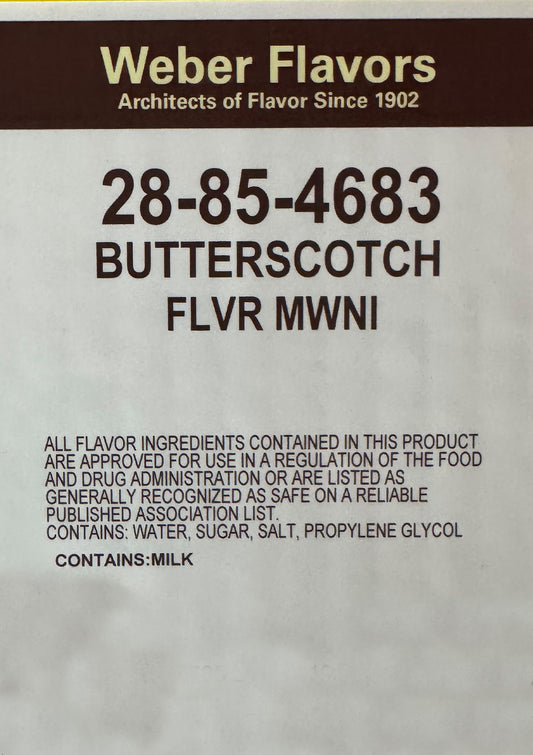 Weber Flavors
Architects of Flavor Since 1902
28-85-4683
BUTTERSCOTCH
FLVR MWNI
ALL FLAVOR INGREDIENTS CONTAINED IN THIS PRODUCT
ARE APPROVED FOR USE IN A REGULATION OF THE FOOD
AND DRUG ADMINISTRATION OR ARE LISTED AS
GENERALLY RECOGNIZED AS SAFE ON A RELIABLE
PUBLISHED ASSOCIATION LIST.
CONTAINS: WATER, SUGAR, SALT, PROPYLENE GLYCOL
CONTAINS:MILK